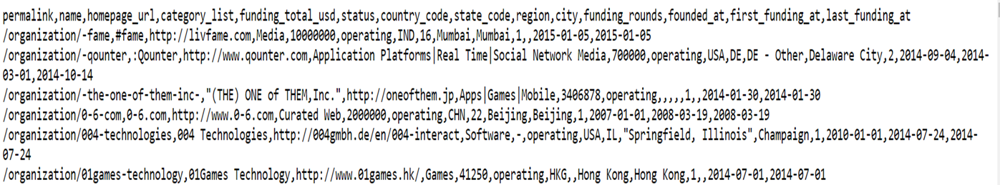 permalink,name,homepage_url,category_list,funding_total_usd,status,country_code,state_code,region,city,funding_rounds,founded_at,first_funding_at,last_funding_at
/organization/-fame,#fame,http://livfame.com,Media,10000000,operating,IND,16,Mumbai,Mumbai,1,,2015-01-05,2015-01-05
/organization/-qounter,:Qounter,http://www.qounter.com,Application Platforms|Real Time|Social Network Media,700000,operating,USA,DE,DE - Other,Delaware City,2,2014-09-04,2014-
03-01,2014-10-14
/organization/-the-one-of-them-inc-,"(THE) ONE of THEM,Inc.",http://oneofthem.jp,Apps|Games|Mobile,3406878,operating,,,,,1,,2014-01-30,2014-01-30
/organization/0-6-com,0-6.com,http://www.0-6.com,Curated Web,2000000,operating,CHN,22,Beijing,Beijing,1,2007-01-01,2008-03-19,2008-03-19
/organization/004-technologies,004 Technologies,http://004gmbh.de/en/004-interact,Software,-,operating,USA,IL,"Springfield, Illinois",Champaign,1,2010-01-01,2014-07-24,2014-
07-24
/organization/01games-technology,01Games Technology,http://www.01games.hk/,Games,41250,operating,HKG,,Hong Kong,Hong Kong,1,,2014-07-01,2014-07-01